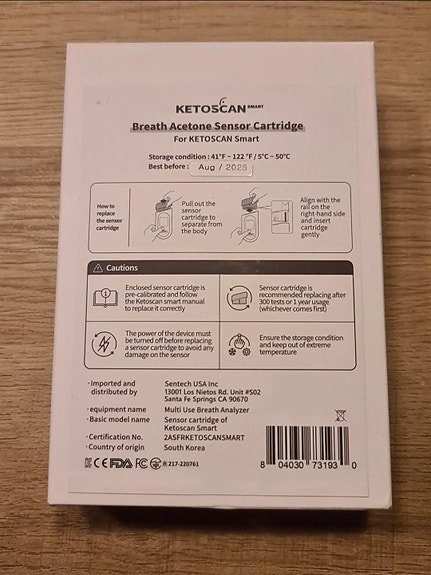 KETOSCAN SMART
Breath Acetone Sensor Cartridge
For KETOSCAN Smart
Storage condition : 41°F ~ 122 °F / 5°C ~ 50°C
Best before : Aug / 2026
How to
replace
the sensor
cartridge
Pull out the
sensor
cartridge to
separate from
the body
Align with the
rail on the
right-hand side
and insert
cartridge
gently
Cautions
Enclosed sensor cartridge is
pre-calibrated and follow
the Ketoscan smart manual
to replace it correctly
Sensor cartridge is
recommended replacing after
300 tests or 1 year usage
(whichever comes first)
The power of the device must
be turned off before replacing
a sensor cartridge to avoid any
damage on the sensor
Ensure the storage condition
and keep out of extreme
temperature
· Imported and
distributed by
Sentech USA Inc
13001 Los Nietos Rd. Unit #S02
Santa Fe Springs CA 90670
· equipment name Multi Use Breath Analyzer
· Basic model name Sensor cartridge of
Ketoscan Smart
· Certification No. 2ASFRKETOSCANSMART
· Country of origin South Korea
CE FDA FC R 217-220761
8 04030 73193 0